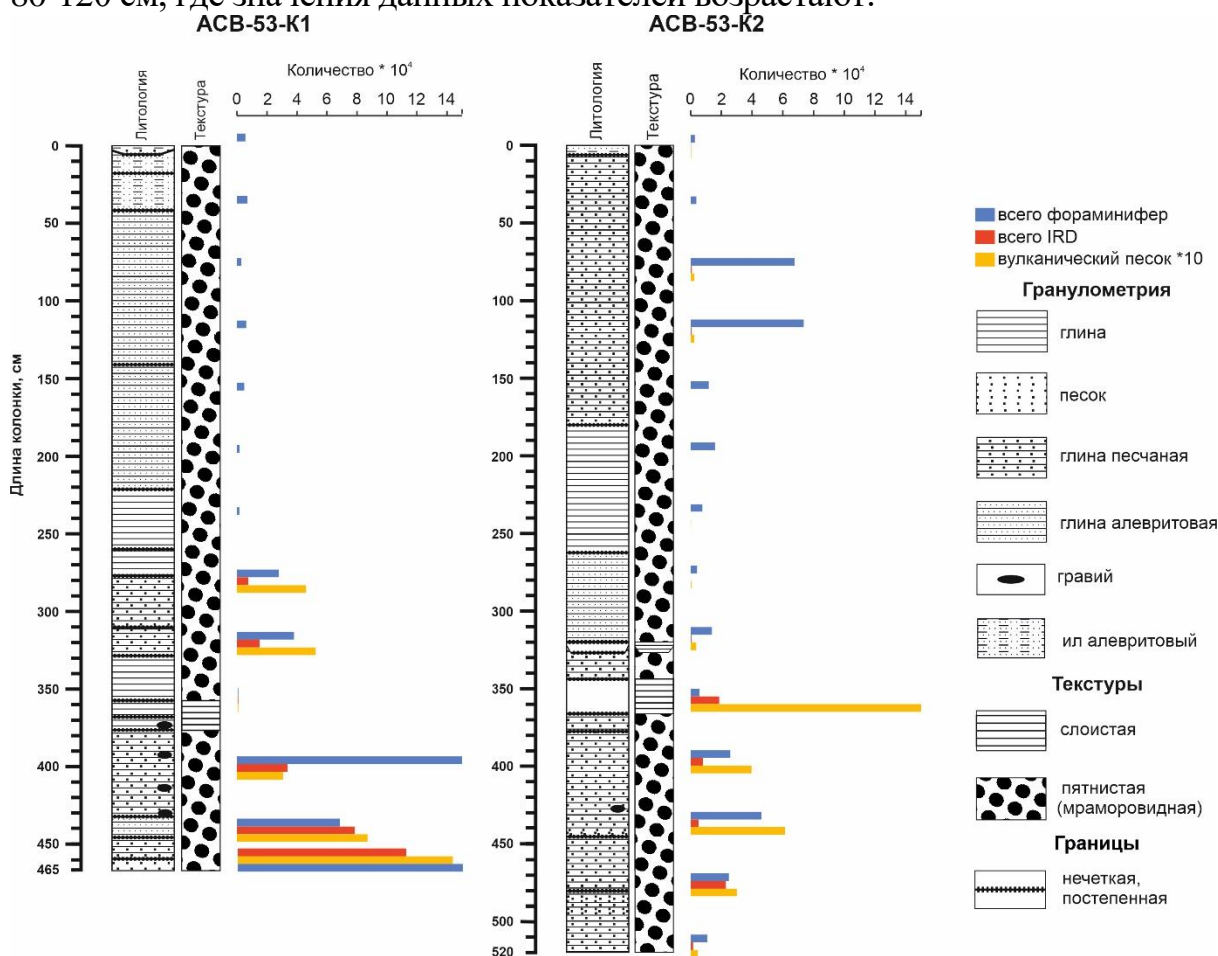 80-120 см, где значения данных показателей возрастают.
АСВ-53-К1
АСВ-53-К2
Литология
Текстура
Количество * 10⁴
0 2 4 6 8 10 12 14
Длина колонки, см
0
50
100
150
200
250
300
350
400
450
465
Литология
Текстура
Количество * 10⁴
0 2 4 6 8 10 12 14
0
50
100
150
200
250
300
350
400
450
500
520
всего фораминифер
всего IRD
вулканический песок *10
Гранулометрия
глина
песок
глина песчаная
глина алевритовая
гравий
ил алевритовый
Текстуры
слоистая
пятнистая
(мраморовидная)
Границы
нечеткая,
постепенная